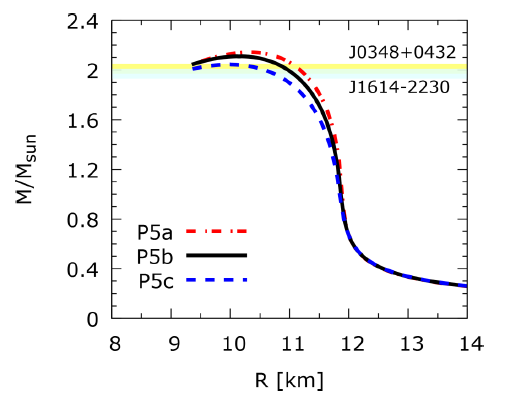 2.4
2
1.6
1.2
0.8
0.4
0
M/Msun
J0348+0432
J1614-2230
P5a
P5b
P5c
8 9 10 11 12 13 14
R [km]